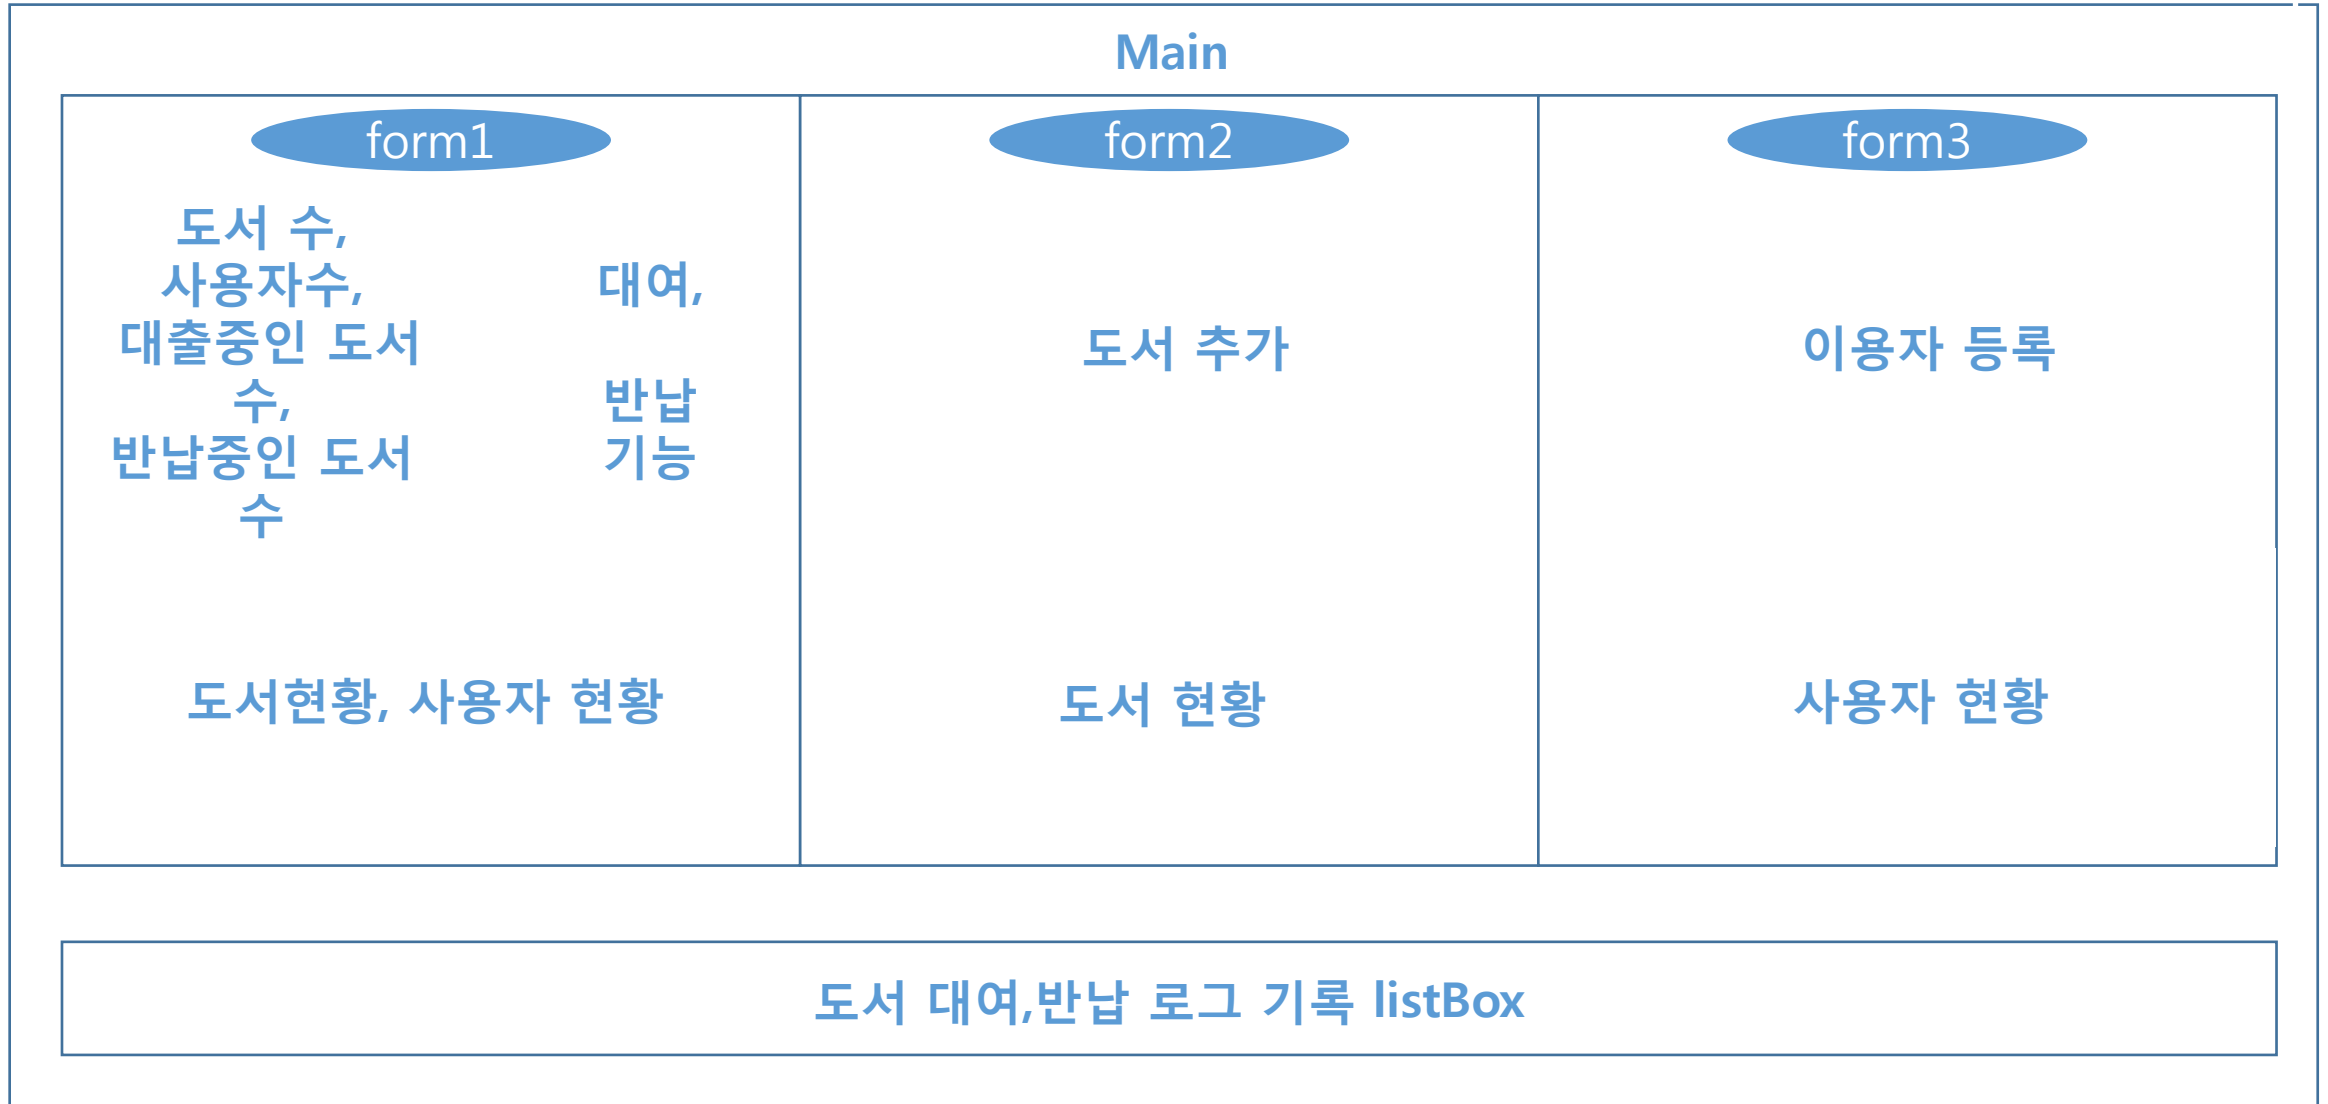 Main
form1
도서 수,
사용자수,
대출중인 도서
수,
반납중인 도서
수
대여,
반납
기능
도서현황, 사용자 현황
form2
도서 추가
도서 현황
form3
이용자 등록
사용자 현황
도서 대여,반납 로그 기록 listBox